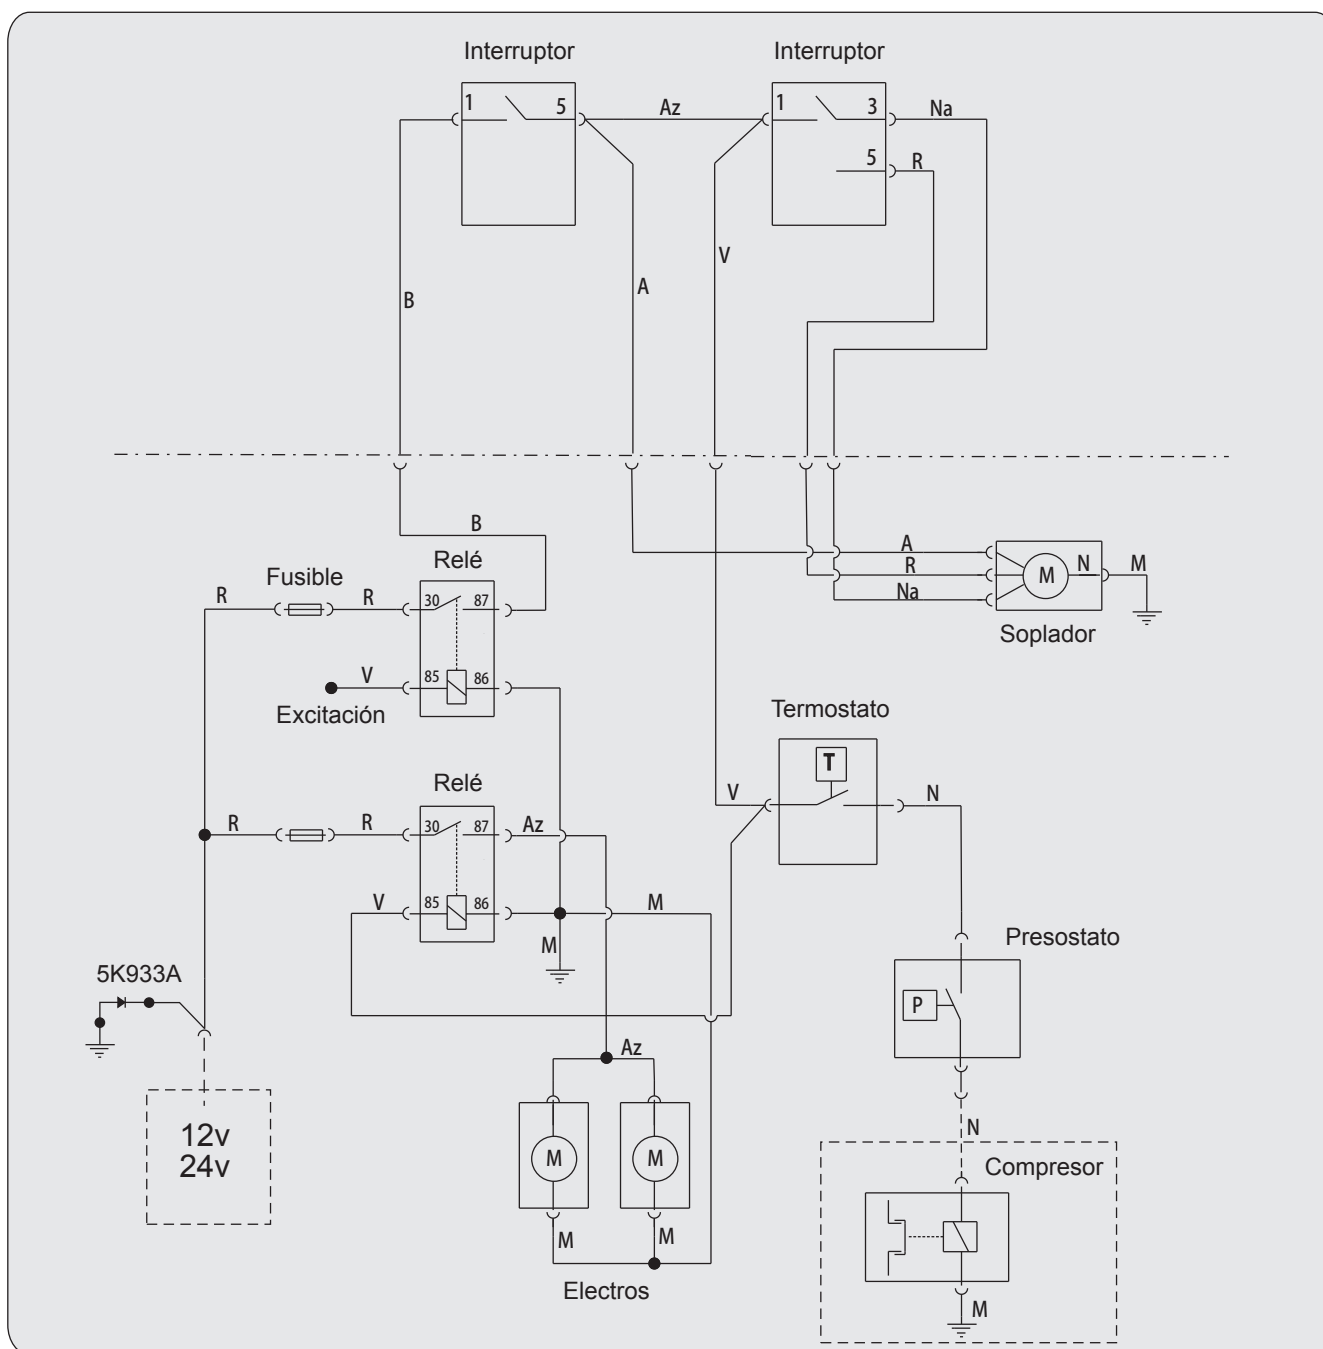 Interruptor
Interruptor
1
5
Az
1
3
Na
5
R
V
A
B
B
A
R
Na
M
N
M
Soplador
Relé
Fusible
R
R
30
87
V
85
86
Excitación
Termostato
T
V
N
Relé
R
R
30
87
Az
V
85
86
M
M
Presostato
P
5K933A
Az
12v
24v
M
M
M
M
Electros
N
Compresor
M